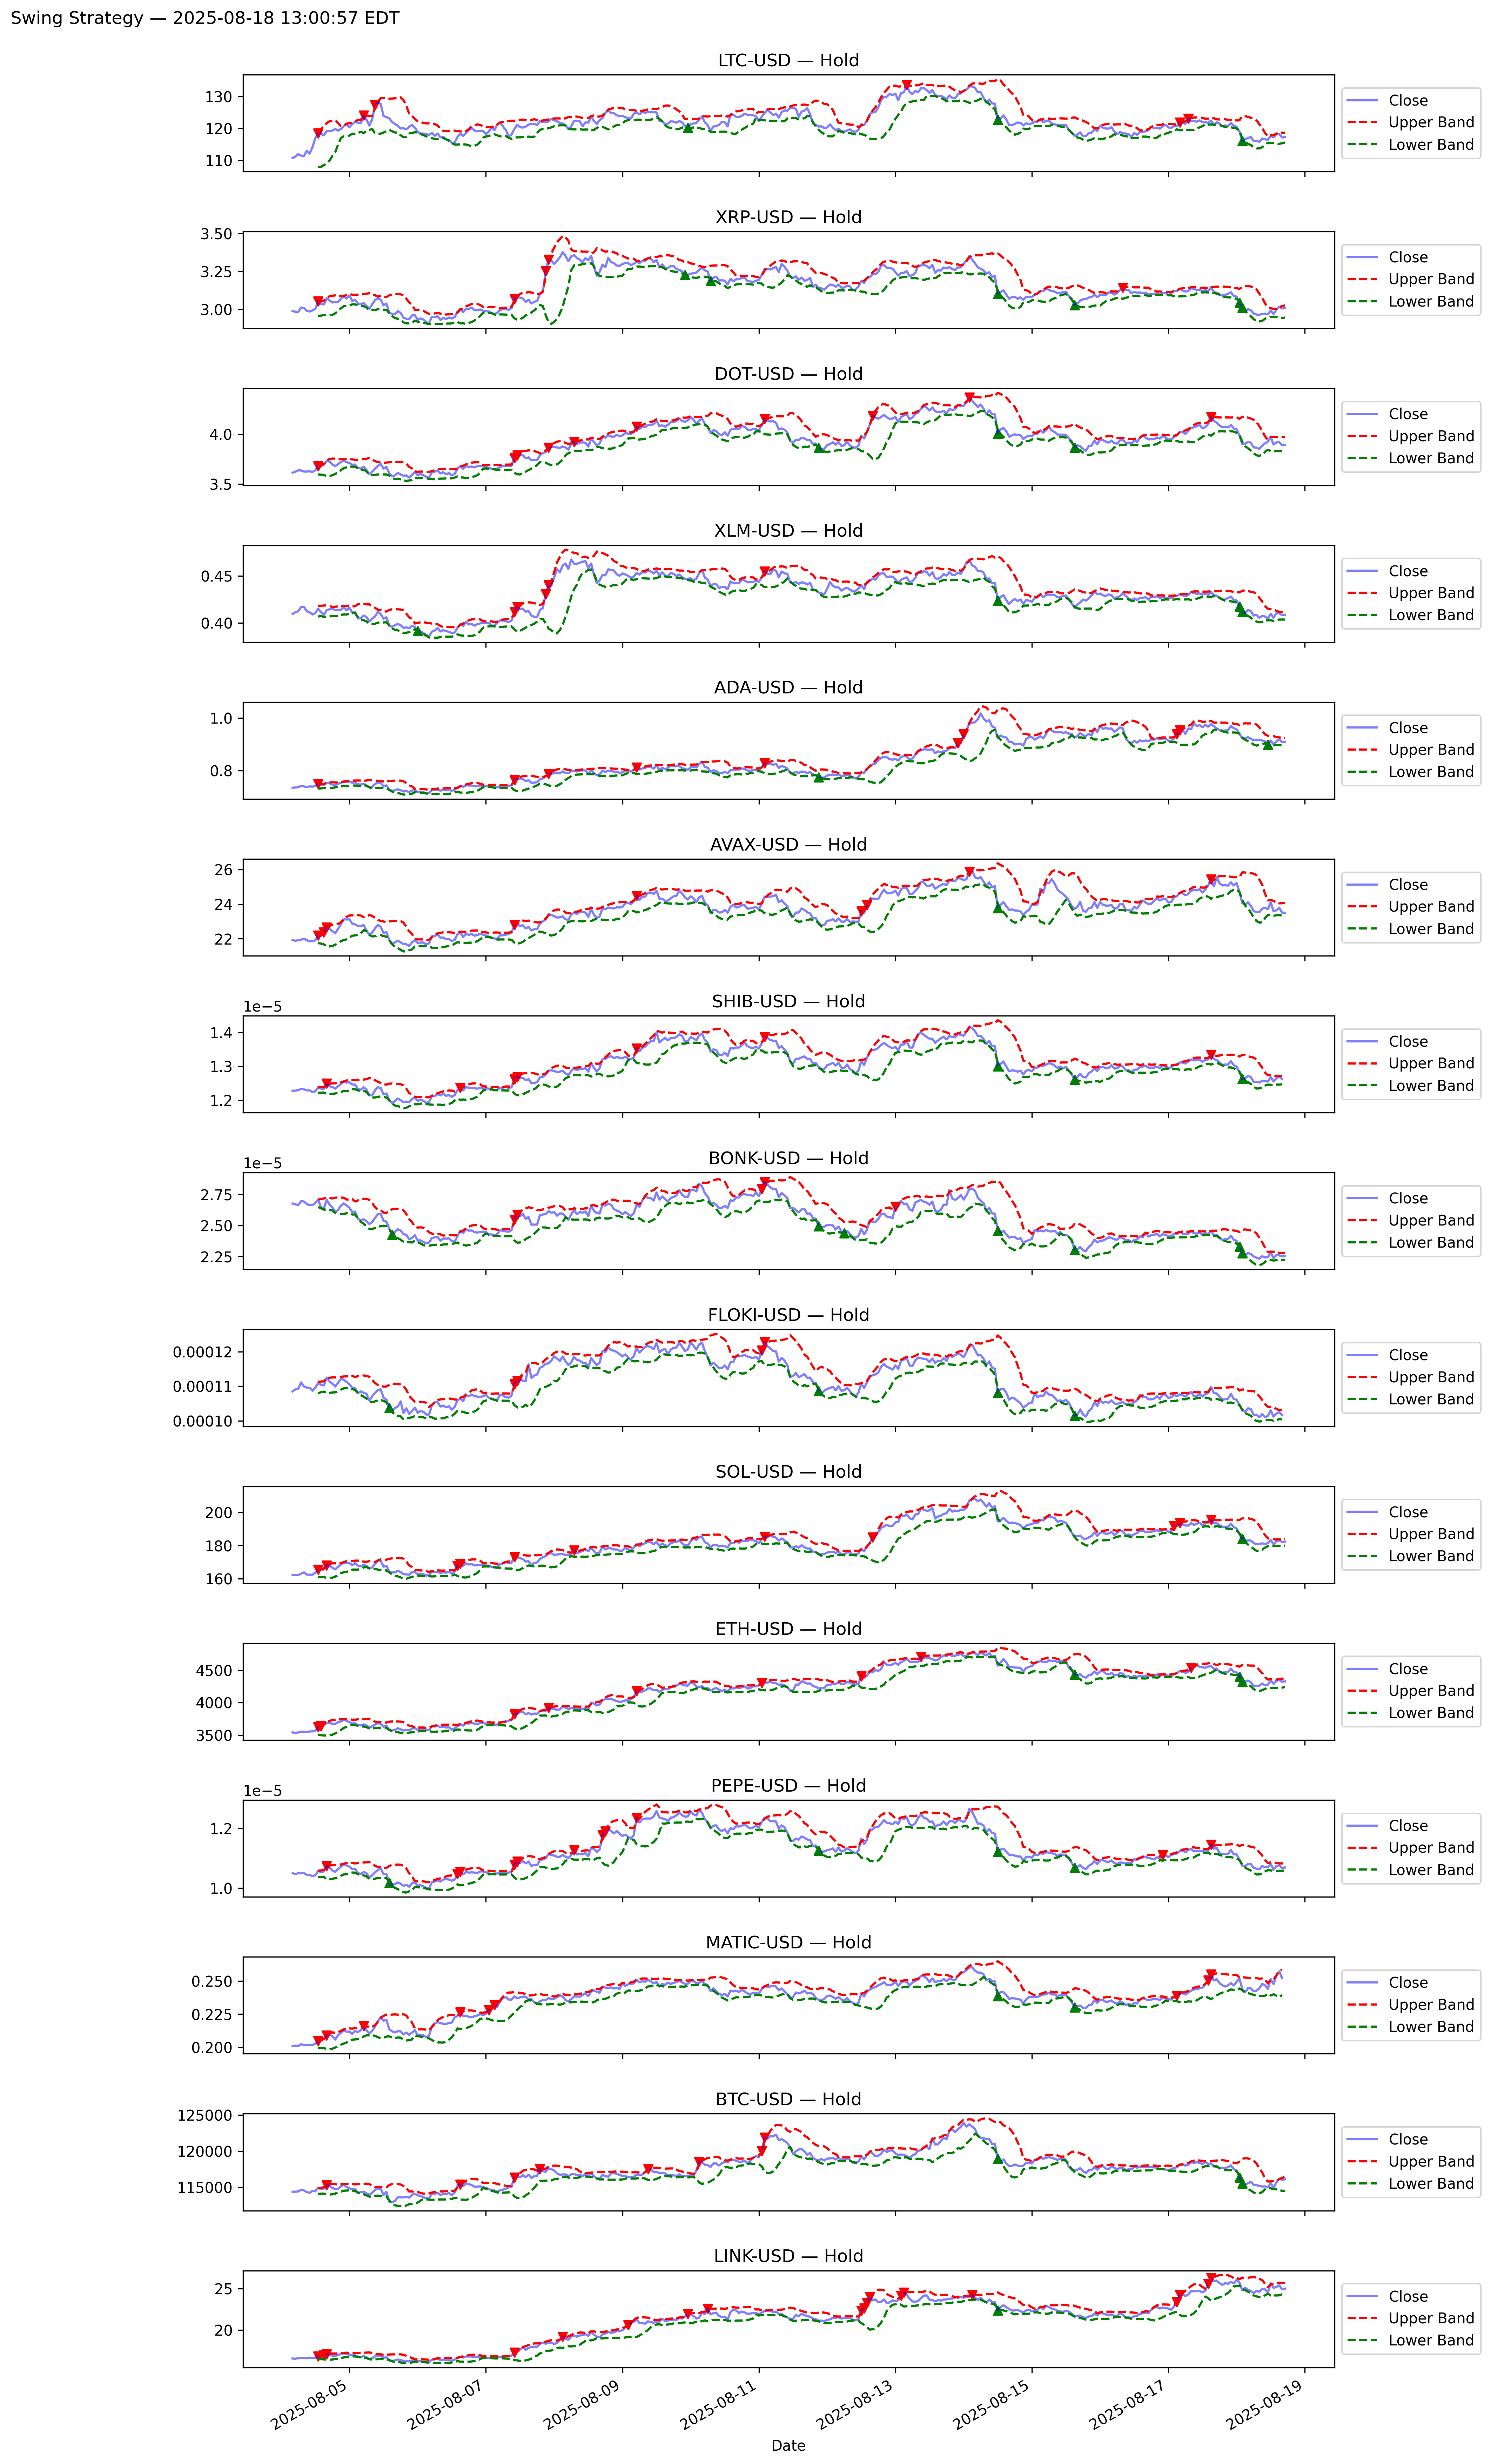 Swing Strategy — 2025-08-18 13:00:57 EDT
LTC-USD — Hold
130
120
110
Close
Upper Band
Lower Band
XRP-USD — Hold
3.50
3.25
3.00
Close
Upper Band
Lower Band
DOT-USD — Hold
4.0
3.5
Close
Upper Band
Lower Band
XLM-USD — Hold
0.45
0.40
Close
Upper Band
Lower Band
ADA-USD — Hold
1.0
0.8
Close
Upper Band
Lower Band
AVAX-USD — Hold
26
24
22
Close
Upper Band
Lower Band
SHIB-USD — Hold
1e−5
1.4
1.3
1.2
Close
Upper Band
Lower Band
BONK-USD — Hold
1e−5
2.75
2.50
2.25
Close
Upper Band
Lower Band
FLOKI-USD — Hold
0.00012
0.00011
0.00010
Close
Upper Band
Lower Band
SOL-USD — Hold
200
180
160
Close
Upper Band
Lower Band
ETH-USD — Hold
4500
4000
3500
Close
Upper Band
Lower Band
PEPE-USD — Hold
1e−5
1.2
1.0
Close
Upper Band
Lower Band
MATIC-USD — Hold
0.250
0.225
0.200
Close
Upper Band
Lower Band
BTC-USD — Hold
125000
120000
115000
Close
Upper Band
Lower Band
LINK-USD — Hold
25
20
Close
Upper Band
Lower Band
2025-08-05
2025-08-07
2025-08-09
2025-08-11
2025-08-13
2025-08-15
2025-08-17
2025-08-19
Date